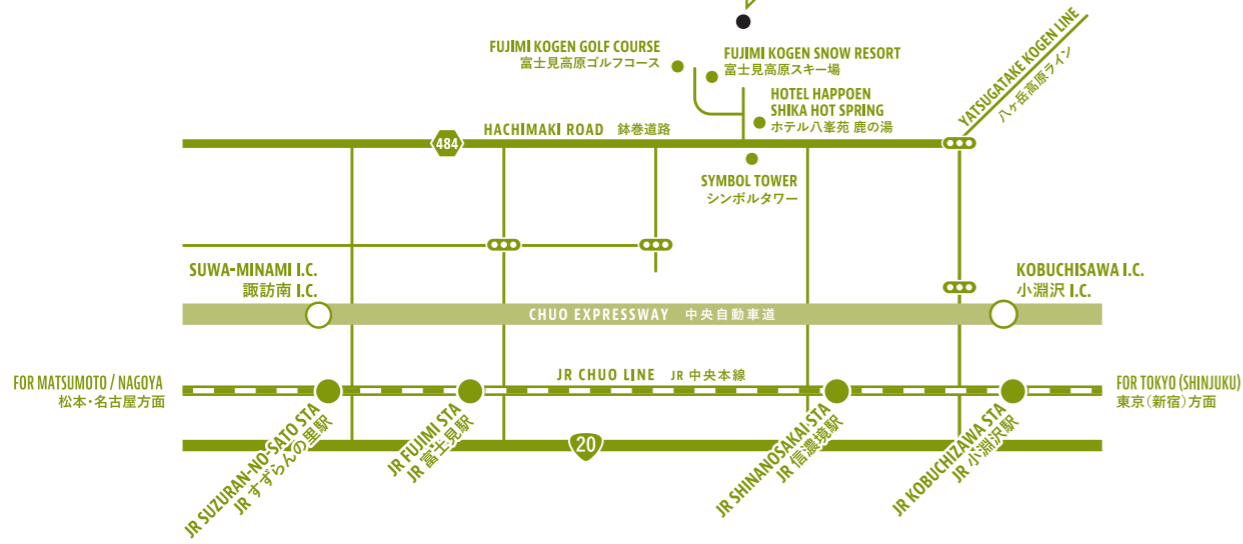 FUJIMI KOGEN GOLF COURSE
富士見高原ゴルフコース
FUJIMI KOGEN SNOW RESORT
富士見高原スキー場
HOTEL HAPPOEN
SHIKA HOT SPRING
ホテル八峯苑 鹿の湯
YATSUGATAKE KOGEN LINE
八ヶ岳高原ライン
HACHIMAKI ROAD 鉢巻道路
484
SYMBOL TOWER
シンボルタワー
SUWA-MINAMI I.C.
諏訪南 I.C.
KOBUCHISAWA I.C.
小淵沢 I.C.
CHUO EXPRESSWAY 中央自動車道
FOR MATSUMOTO / NAGOYA
松本・名古屋方面
JR CHUO LINE JR 中央本線
FOR TOKYO (SHINJUKU)
東京(新宿)方面
20
JR SUZURAN-NO-SATO STA
JR すずらんの里駅
JR FUJIMI STA
JR 富士見駅
JR SHINANOSAKAI STA
JR 信濃境駅
JR KOBUCHIZAWA STA
JR 小淵沢駅